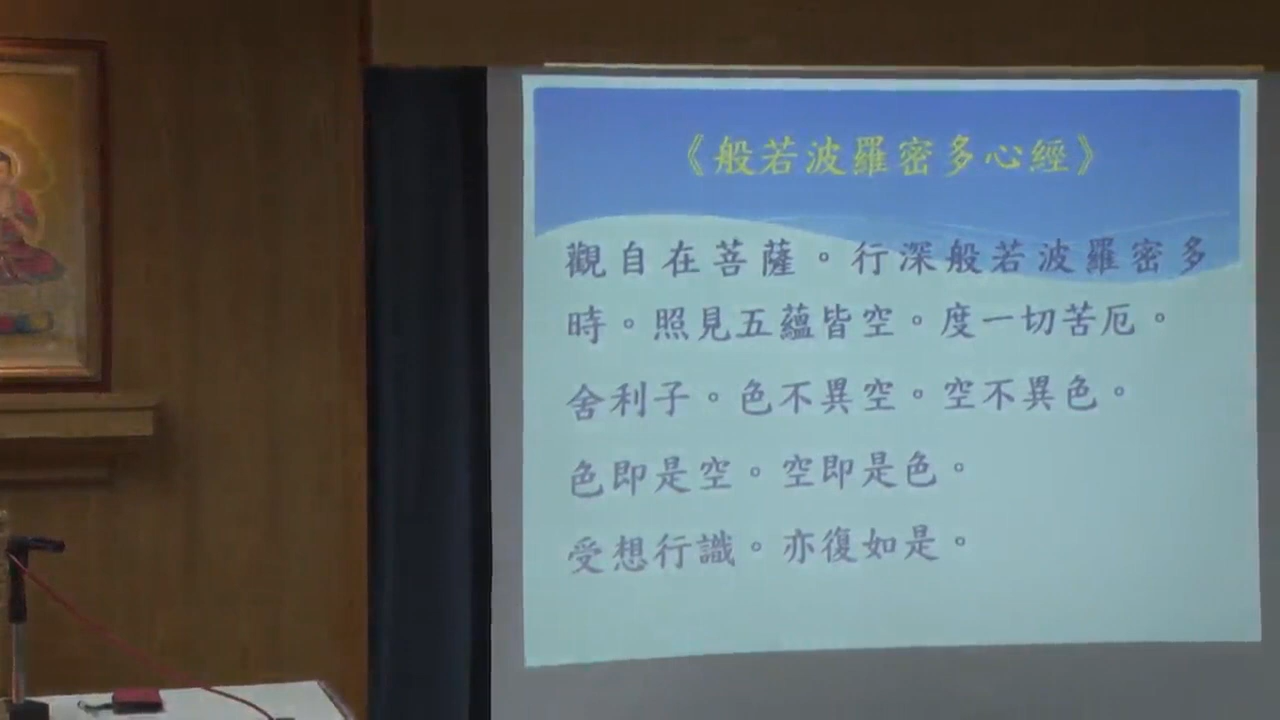 《般若波羅密多心經》
觀自在菩薩。行深般若波羅密多
時。照見五蘊皆空。度一切苦厄。
舍利子。色不異空。空不異色。
色即是空。空即是色。
受想行識。亦復如是。